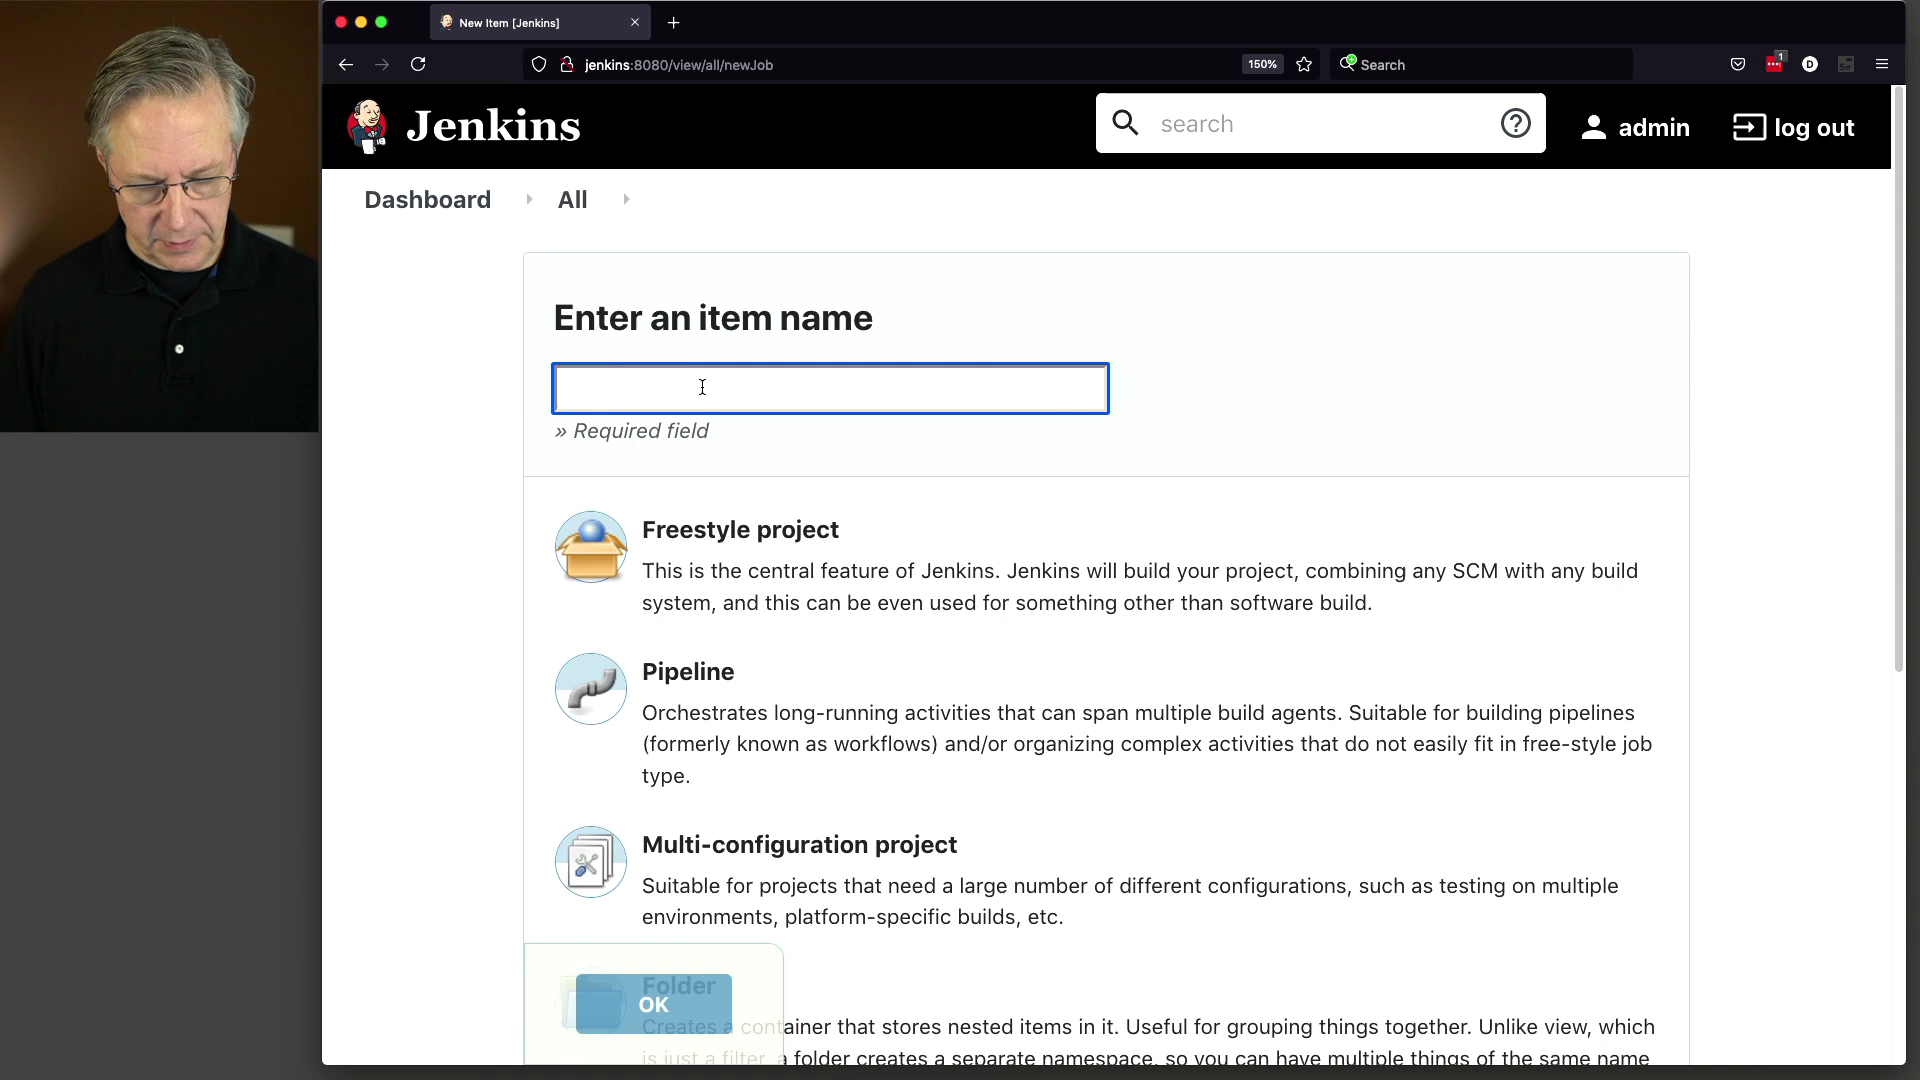 New Item [Jenkins]
jenkins:8080/view/all/newJob
150%
Search
1
D
Jenkins
search
admin
log out
Dashboard
All
Enter an item name
» Required field
Freestyle project
This is the central feature of Jenkins. Jenkins will build your project, combining any SCM with any build
system, and this can be even used for something other than software build.
Pipeline
Orchestrates long-running activities that can span multiple build agents. Suitable for building pipelines
(formerly known as workflows) and/or organizing complex activities that do not easily fit in free-style job
type.
Multi-configuration project
Suitable for projects that need a large number of different configurations, such as testing on multiple
environments, platform-specific builds, etc.
Folder
OK
Creates a container that stores nested items in it. Useful for grouping things together. Unlike view, which
is just a filter, a folder creates a separate namespace, so you can have multiple things of the same name